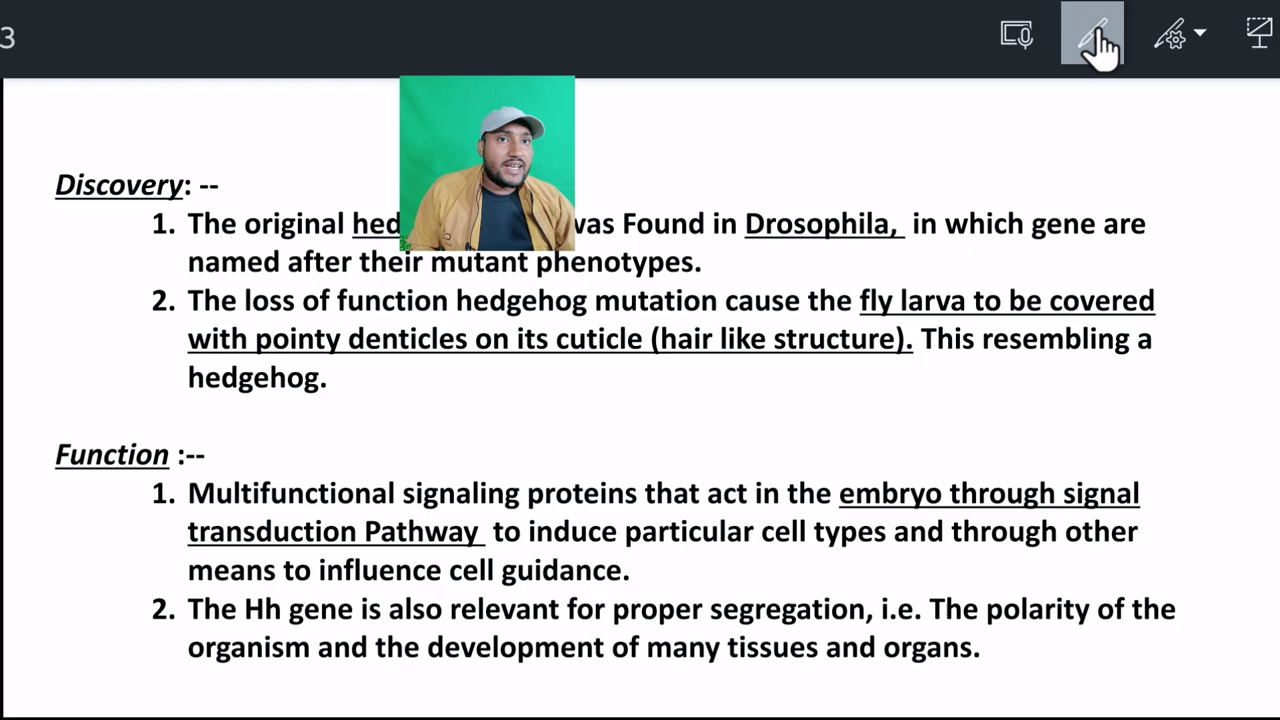 3
Discovery: --
1. The original hed was Found in Drosophila, in which gene are
named after their mutant phenotypes.
2. The loss of function hedgehog mutation cause the fly larva to be covered
with pointy denticles on its cuticle (hair like structure). This resembling a
hedgehog.
Function :--
1. Multifunctional signaling proteins that act in the embryo through signal
transduction Pathway to induce particular cell types and through other
means to influence cell guidance.
2. The Hh gene is also relevant for proper segregation, i.e. The polarity of the
organism and the development of many tissues and organs.